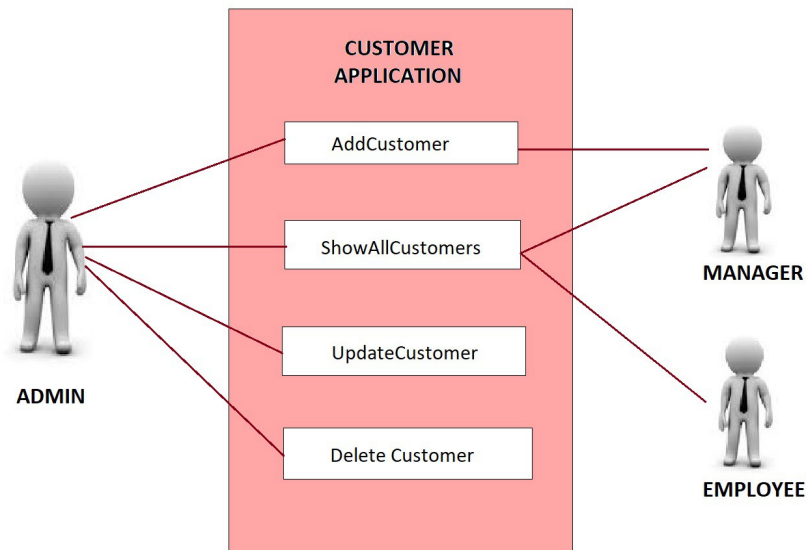 CUSTOMER
APPLICATION
AddCustomer
ShowAllCustomers
UpdateCustomer
Delete Customer
ADMIN
MANAGER
EMPLOYEE